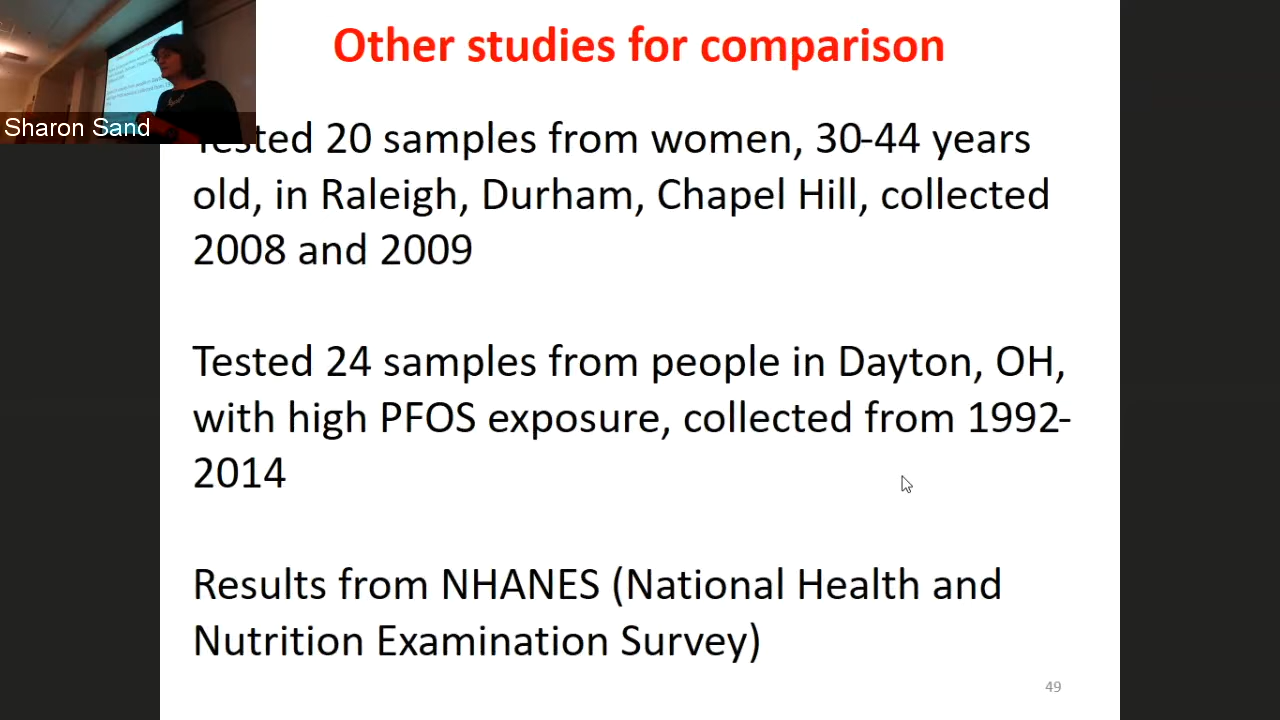 Other studies for comparison
Sharon Sand
Tested 20 samples from women, 30-44 years
old, in Raleigh, Durham, Chapel Hill, collected
2008 and 2009
Tested 24 samples from people in Dayton, OH,
with high PFOS exposure, collected from 1992-
2014
Results from NHANES (National Health and
Nutrition Examination Survey)
49